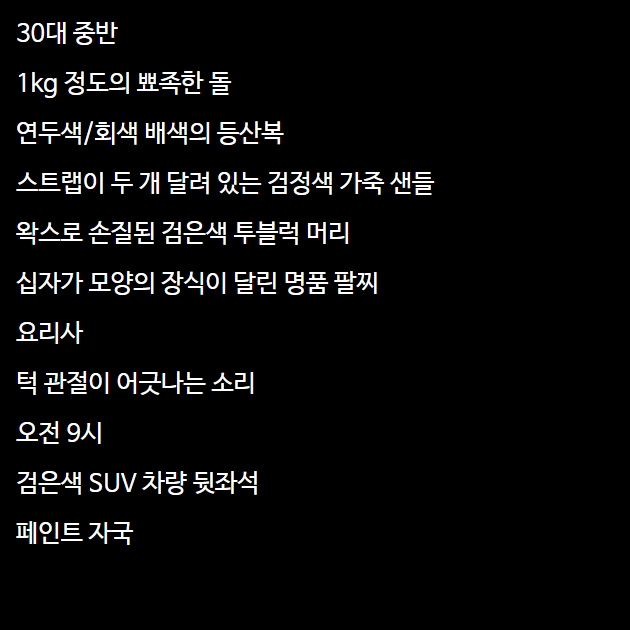 30대 중반
1kg 정도의 뾰족한 돌
연두색/회색 배색의 등산복
스트랩이 두 개 달려 있는 검정색 가죽 샌들
왁스로 손질된 검은색 투블럭 머리
십자가 모양의 장식이 달린 명품 팔찌
요리사
턱 관절이 어긋나는 소리
오전 9시
검은색 SUV 차량 뒷좌석
페인트 자국